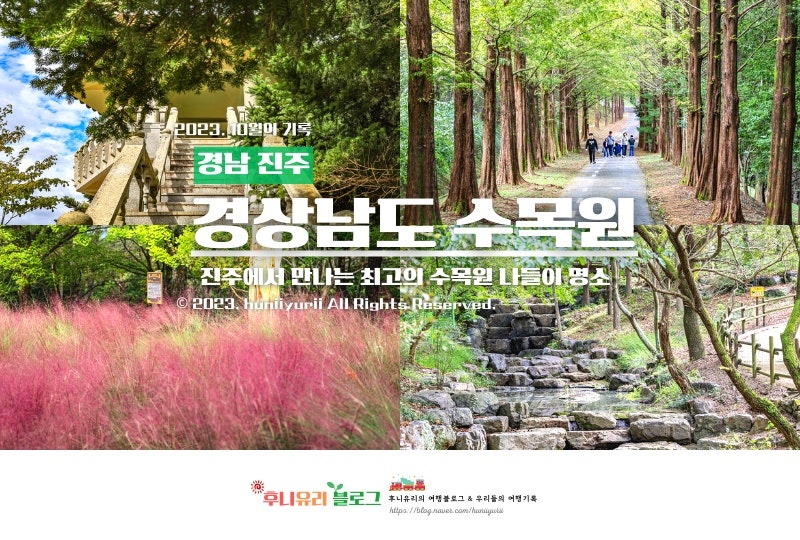 2023. 10월의 기록
경남 진주
경상남도 수목원
진주에서 만나는 최고의 수목원 나들이 명소
© 2023. huniiyurii All Rights Reserved.
후니유리 블로그
후니유리의 여행블로그 & 우리들의 여행기록
https://blog.naver.com/huniiyurii